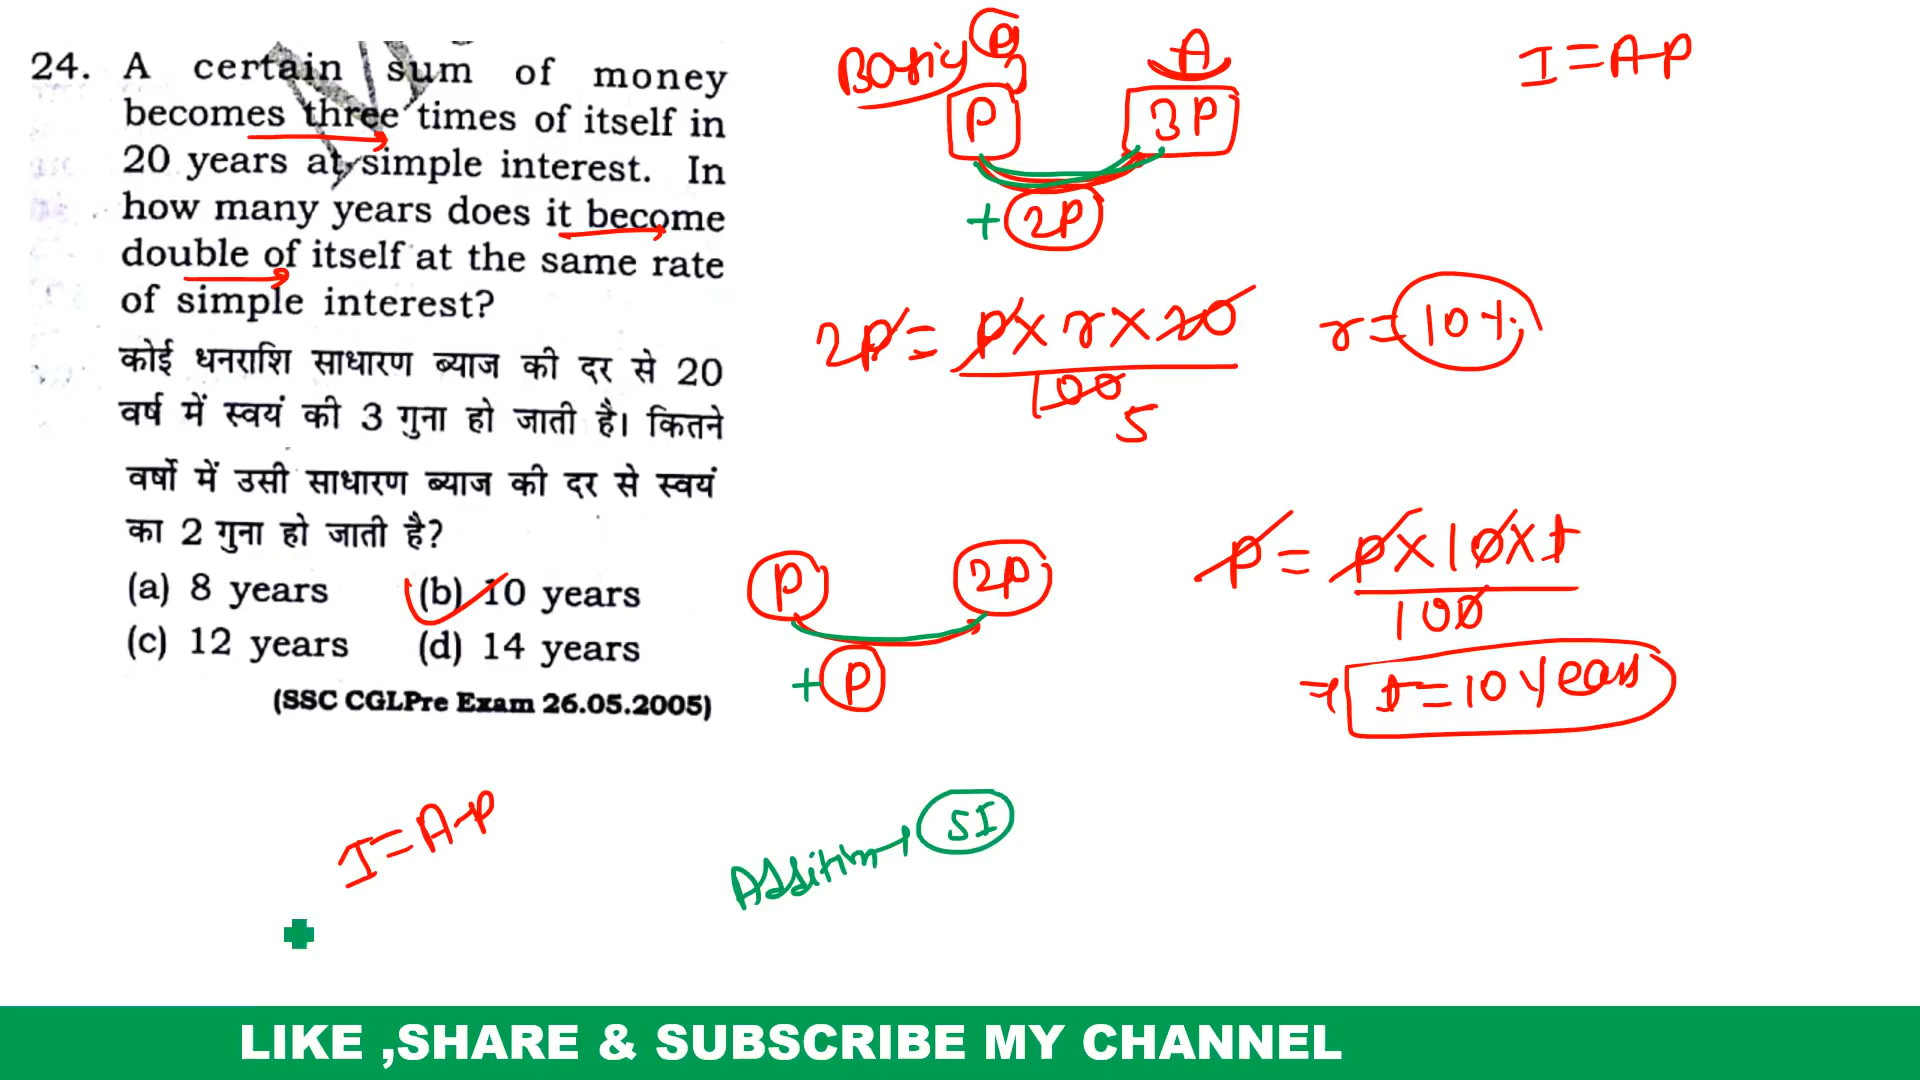 24. A certain sum of money
becomes three times of itself in
20 years at simple interest. In
how many years does it become
double of itself at the same rate
of simple interest?
कोई धनराशि साधारण ब्याज की दर से 20
वर्ष में स्वयं की 3 गुना हो जाती है। कितने
वर्षो में उसी साधारण ब्याज की दर से स्वयं
का 2 गुना हो जाती है?
(a) 8 years (b) 10 years
(c) 12 years (d) 14 years
(SSC CGLPre Exam 26.05.2005)
P A
P 3P
+ 2P
I = A-P
2P = P x r x 20
100
5
r = 10%
P 2P
+ P
P = P x 10 x t
100
⇒ t = 10 years
I = A-P
Addition → SI
LIKE ,SHARE & SUBSCRIBE MY CHANNEL